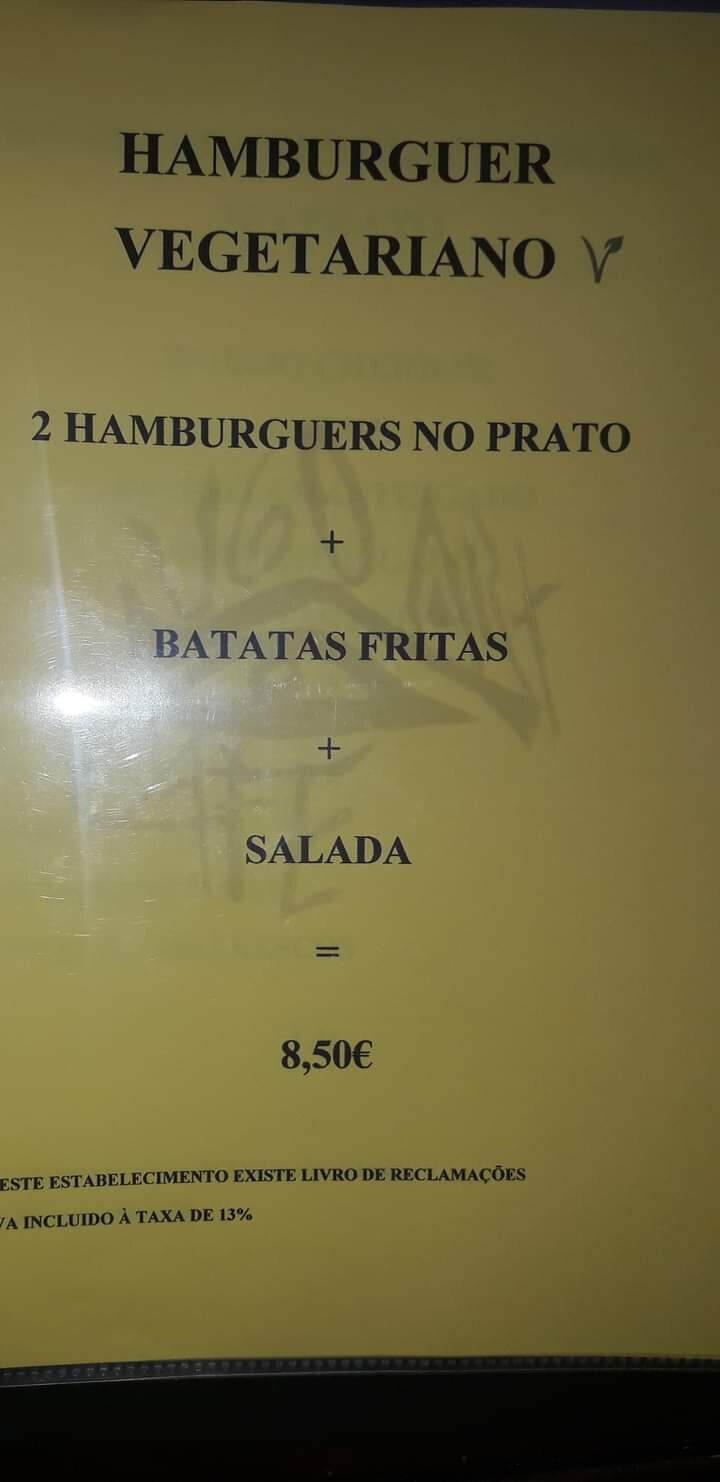 HAMBURGUER
VEGETARIANO V
2 HAMBURGUERS NO PRATO
+
BATATAS FRITAS
+
SALADA
=
8,50€
ESTE ESTABELECIMENTO EXISTE LIVRO DE RECLAMAÇÕES
VA INCLUIDO À TAXA DE 13%